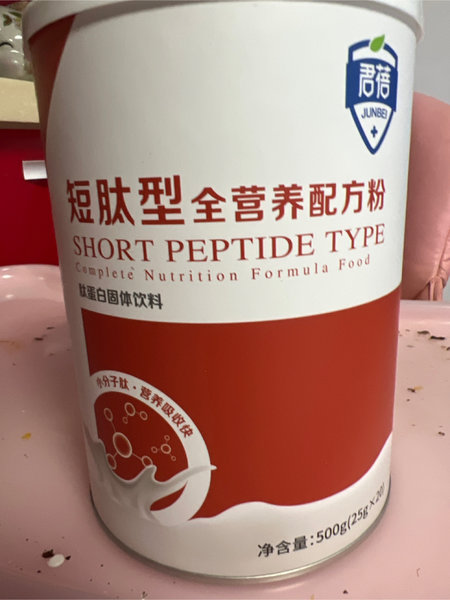 君蓓
JUNBEI
短肽型全营养配方粉
SHORT PEPTIDE TYPE
Complete Nutrition Formula Food
肽蛋白固体饮料
小分子肽·营养吸收快
净含量:500g(25g×20)